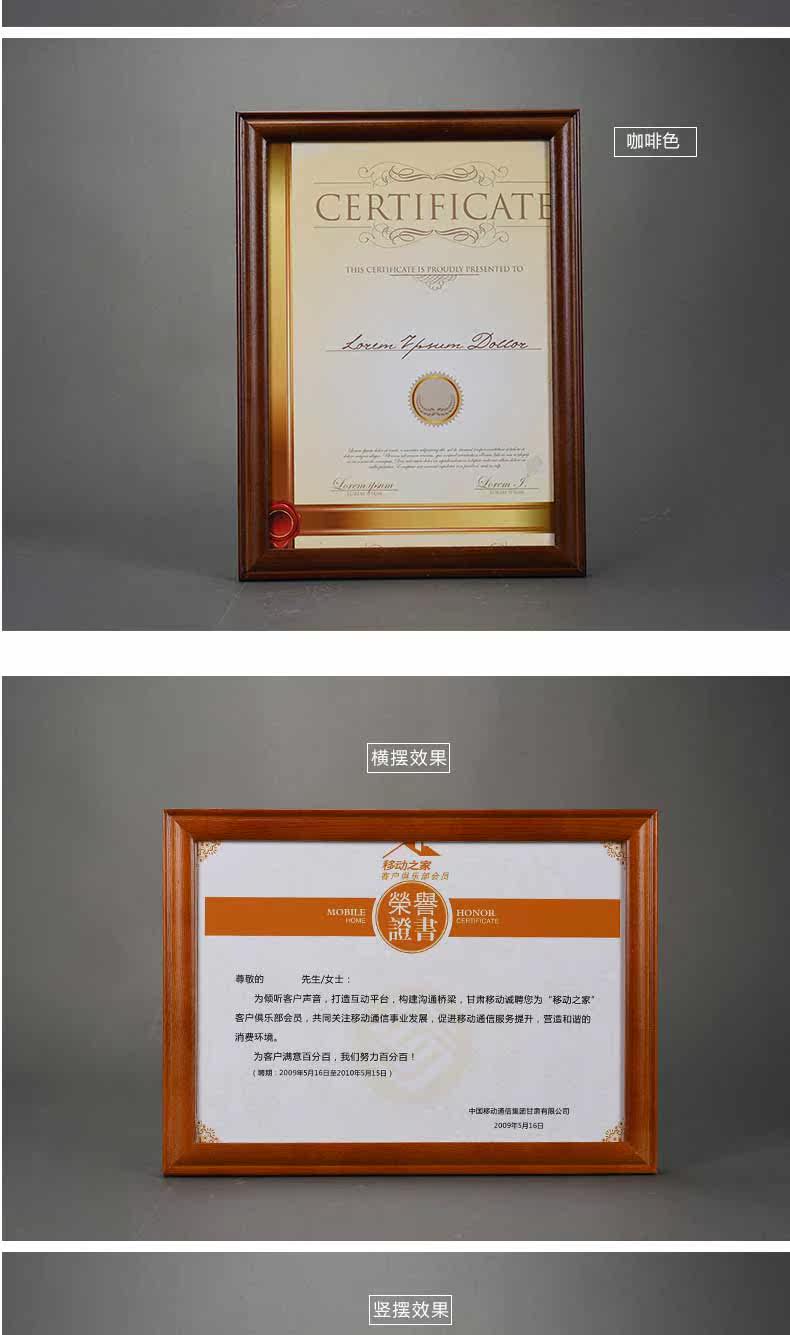 咖啡色
CERTIFICATE
THIS CERTIFICATE IS PROUDLY PRESENTED TO
Lorem Ipsum Dollor
Lorem ipsum
Lorem I.
横摆效果
移动之家
客户俱乐部会员
MOBILE
HOME
榮譽
證書
HONOR
CERTIFICATE
尊敬的 先生/女士：
为倾听客户声音，打造互动平台，构建沟通桥梁，甘肃移动诚聘您为“移动之家”
客户俱乐部会员，共同关注移动通信事业发展，促进移动通信服务提升，营造和谐的
消费环境。
为客户满意百分百，我们努力百分百！
（聘期：2009年5月16日至2010年5月15日）
中国移动通信集团甘肃有限公司
2009年5月16日
竖摆效果